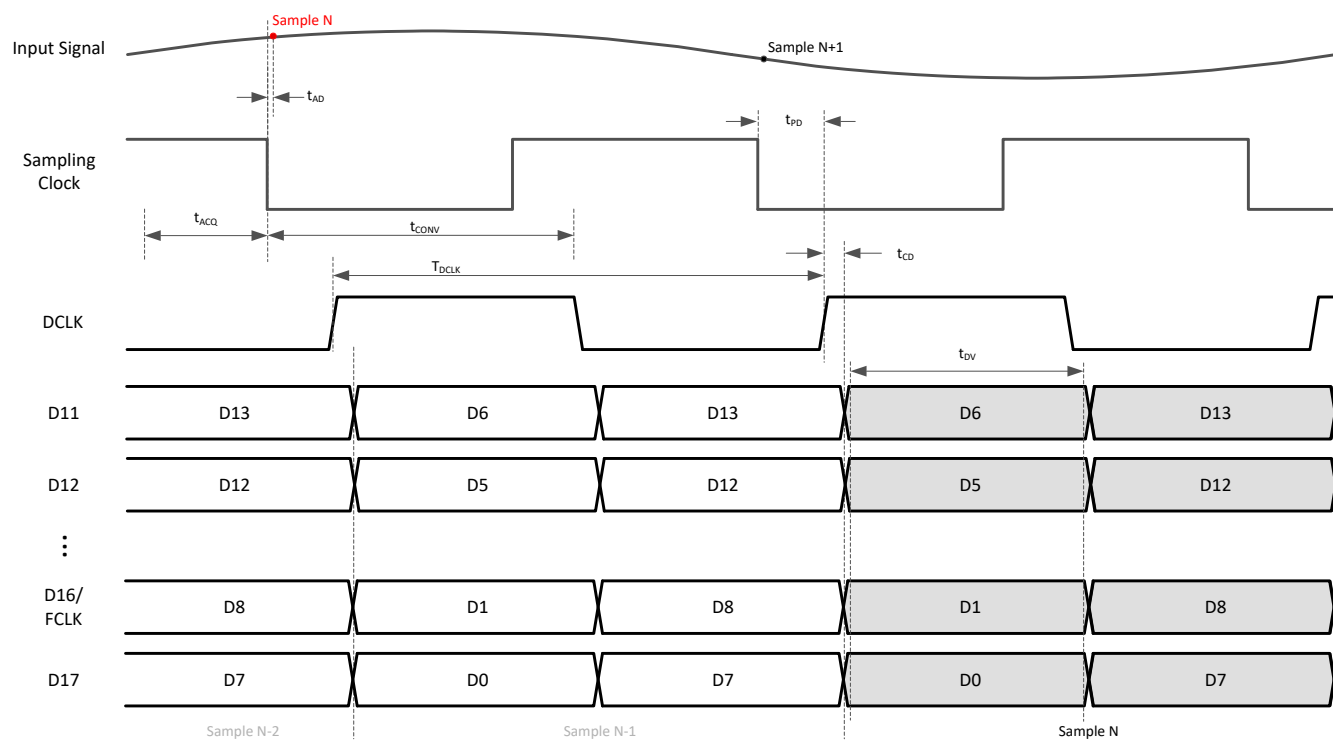 Sample N
Input Signal
Sample N+1
tAD
tPD
Sampling
Clock
tACQ
tCONV
tCD
TDCLK
DCLK
tDV
D11
D13
D6
D13
D6
D13
D12
D12
D5
D12
D5
D12
⋮
D16/
FCLK
D8
D1
D8
D1
D8
D17
D7
D0
D7
D0
D7
Sample N-2
Sample N-1
Sample N